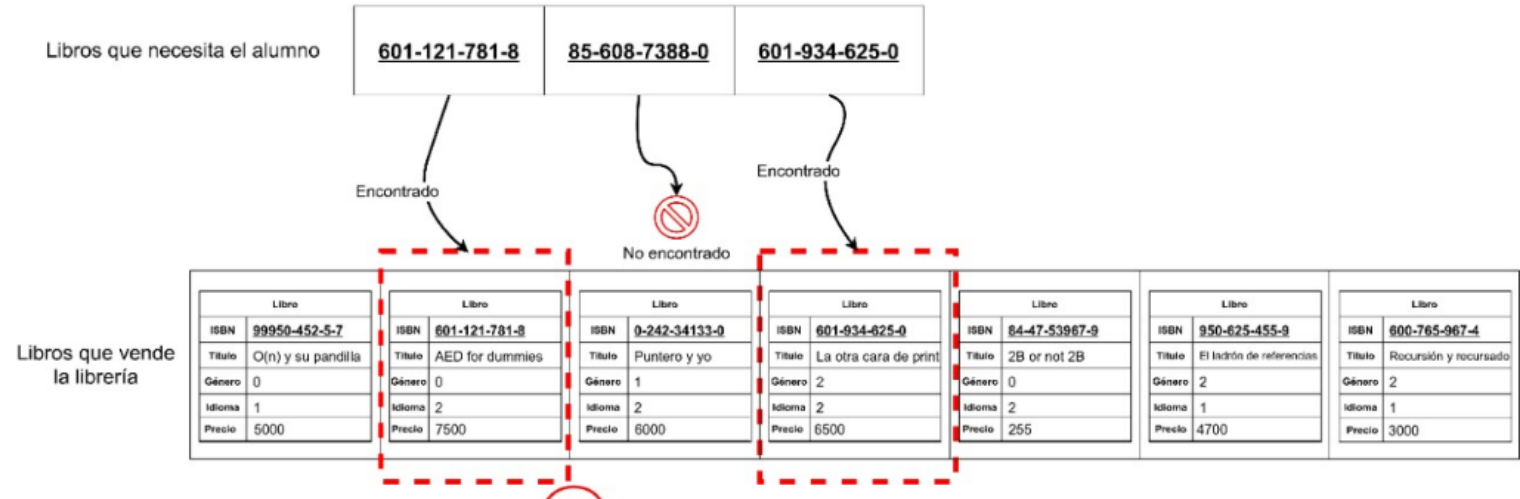 Libros que necesita el alumno
601-121-781-8
85-608-7388-0
601-934-625-0
Encontrado
No encontrado
Encontrado
Libros que vende
la librería
Libro
ISBN 99950-452-5-7
Título O(n) y su pandilla
Género 0
Idioma 1
Precio 5000
Libro
ISBN 601-121-781-8
Título AED for dummies
Género 0
Idioma 2
Precio 7500
Libro
ISBN 0-242-34133-0
Título Puntero y yo
Género 1
Idioma 2
Precio 6000
Libro
ISBN 601-934-625-0
Título La otra cara de print
Género 2
Idioma 2
Precio 6500
Libro
ISBN 84-47-53967-9
Título 2B or not 2B
Género 0
Idioma 2
Precio 255
Libro
ISBN 950-625-455-9
Título El ladrón de referencias
Género 2
Idioma 1
Precio 4700
Libro
ISBN 600-765-967-4
Título Recursión y recursado
Género 2
Idioma 1
Precio 3000